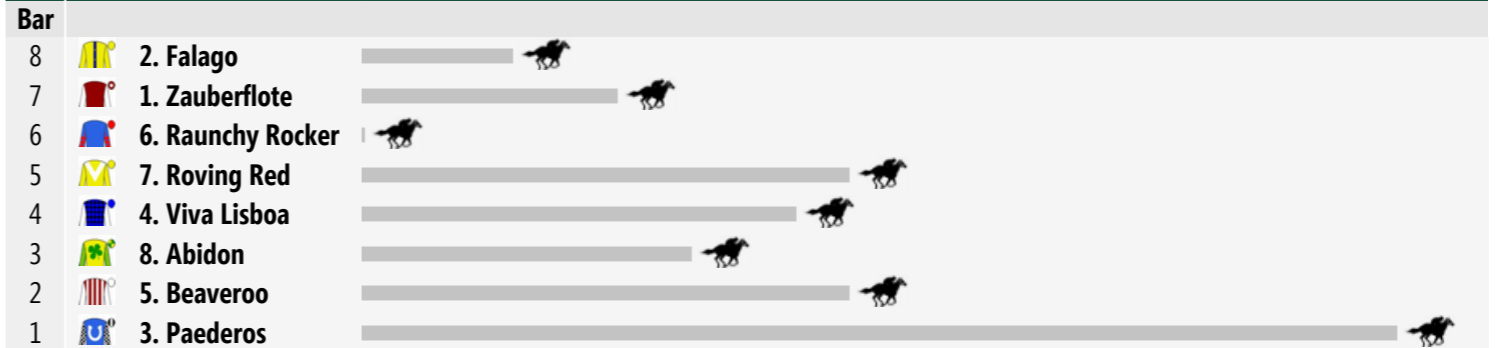 Bar
8 2. Falago
7 1. Zauberflote
6 6. Raunchy Rocker
5 7. Roving Red
4 4. Viva Lisboa
3 8. Abidon
2 5. Beaveroo
1 3. Paederos